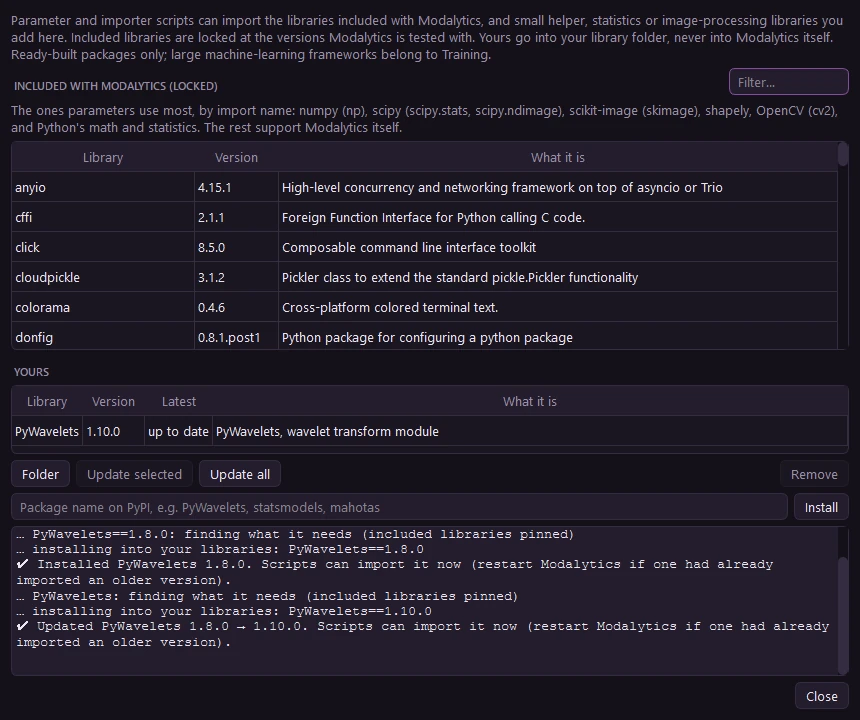 Parameter and importer scripts can import the libraries included with Modalytics, and small helper, statistics or image-processing libraries you
add here. Included libraries are locked at the versions Modalytics is tested with. Yours go into your library folder, never into Modalytics itself.
Ready-built packages only; large machine-learning frameworks belong to Training.
INCLUDED WITH MODALYTICS (LOCKED)
Filter...
The ones parameters use most, by import name: numpy (np), scipy (scipy.stats, scipy.ndimage), scikit-image (skimage), shapely, OpenCV (cv2),
and Python's math and statistics. The rest support Modalytics itself.
Library Version What it is
anyio 4.15.1 High-level concurrency and networking framework on top of asyncio or Trio
cffi 2.1.1 Foreign Function Interface for Python calling C code.
click 8.5.0 Composable command line interface toolkit
cloudpickle 3.1.2 Pickler class to extend the standard pickle.Pickler functionality
colorama 0.4.6 Cross-platform colored terminal text.
donfig 0.8.1.post1 Python package for configuring a python package
YOURS
Library Version Latest What it is
PyWavelets 1.10.0 up to date PyWavelets, wavelet transform module
Folder Update selected Update all Remove
Package name on PyPI, e.g. PyWavelets, statsmodels, mahotas Install
… PyWavelets==1.8.0: finding what it needs (included libraries pinned)
… installing into your libraries: PyWavelets==1.8.0
✔ Installed PyWavelets 1.8.0. Scripts can import it now (restart Modalytics if one had already
imported an older version).
… PyWavelets: finding what it needs (included libraries pinned)
… installing into your libraries: PyWavelets==1.10.0
✔ Updated PyWavelets 1.8.0 → 1.10.0. Scripts can import it now (restart Modalytics if one had already
imported an older version).
Close